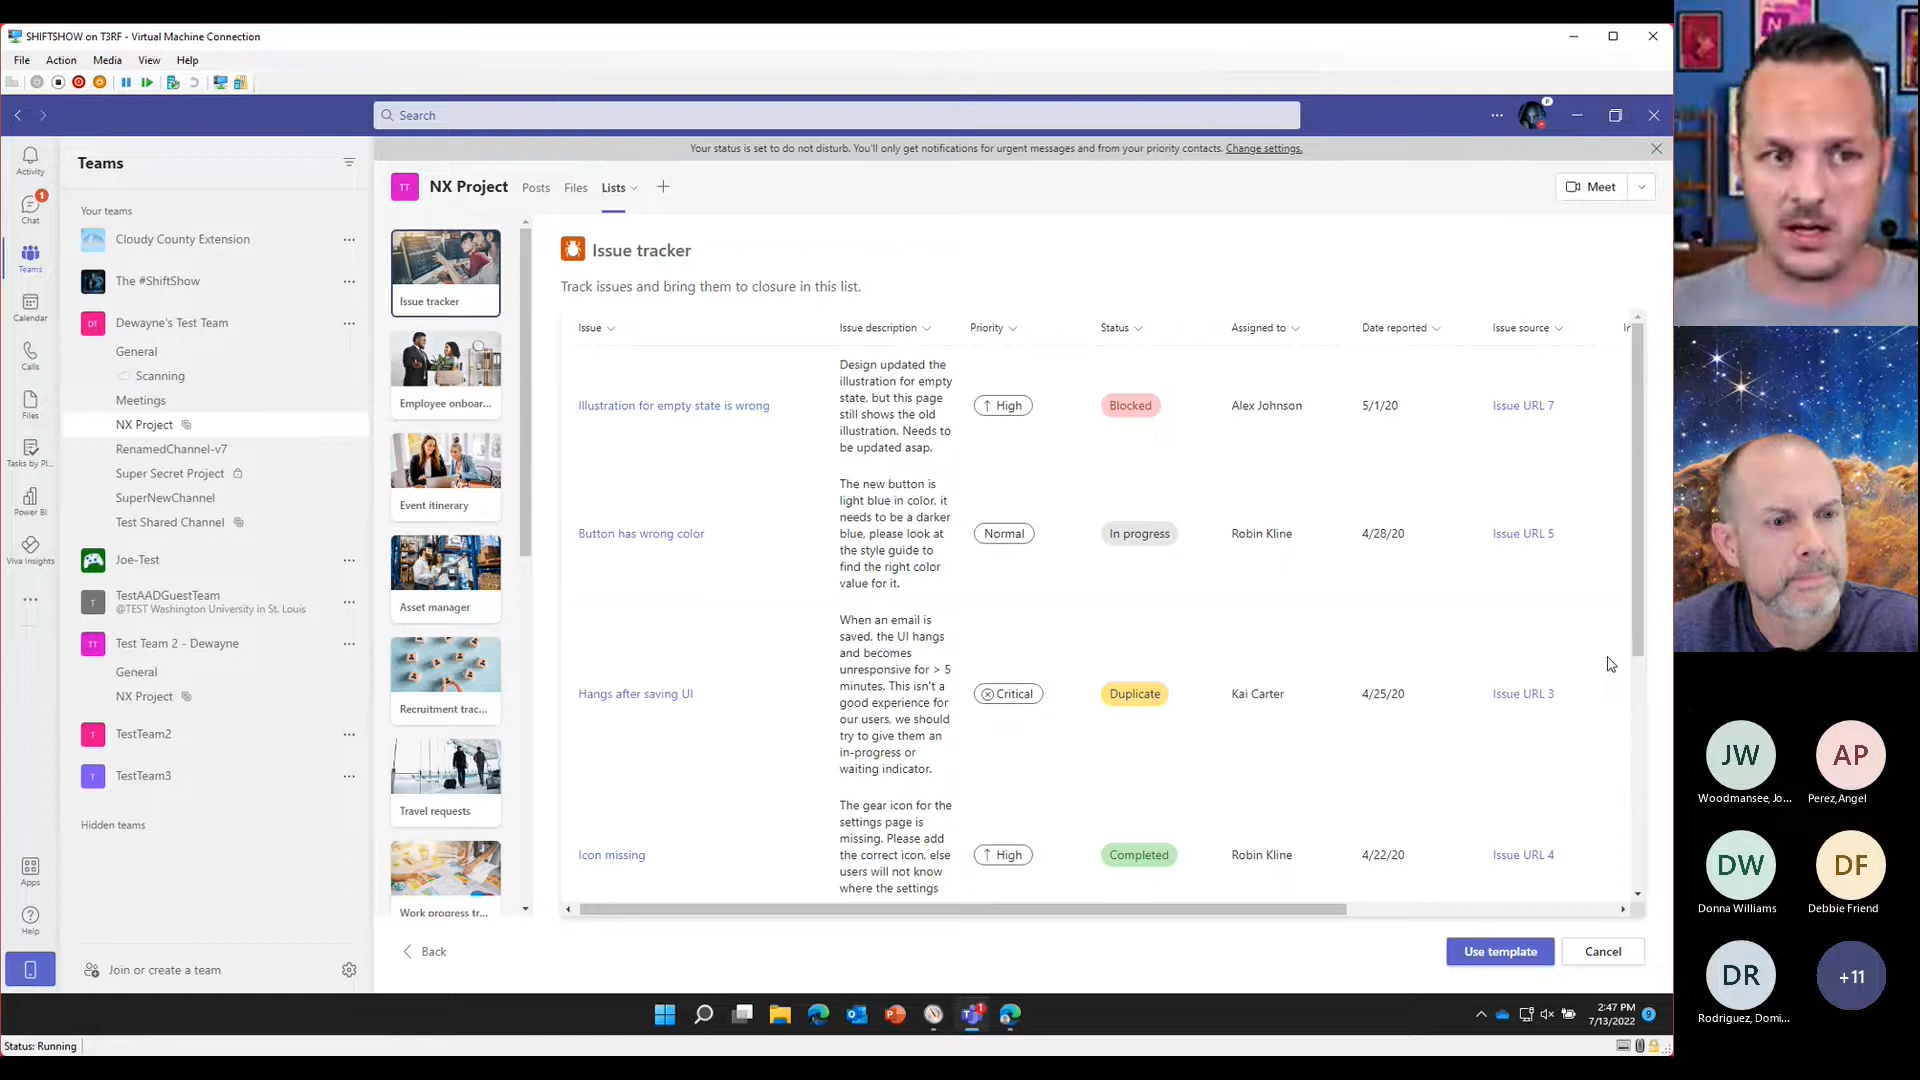 SHIFTSHOW on T3RF - Virtual Machine Connection
File Action Media View Help
Search
P
Your status is set to do not disturb. You'll only get notifications for urgent messages and from your priority contacts. Change settings.
Activity
Chat
1
Teams
Calendar
Calls
Files
Tasks by Pl...
Power BI
Viva Insights
Apps
Help
Teams
Your teams
Cloudy County Extension
The #ShiftShow
DT Dewayne's Test Team
General
Scanning
Meetings
NX Project
RenamedChannel-v7
Super Secret Project
SuperNewChannel
Test Shared Channel
Joe-Test
T TestAADGuestTeam
@TEST Washington University in St. Louis
TT Test Team 2 - Dewayne
General
NX Project
T TestTeam2
T TestTeam3
Hidden teams
Join or create a team
TT NX Project Posts Files Lists
Meet
Issue tracker
Employee onboar...
Event itinerary
Asset manager
Recruitment trac...
Travel requests
Work progress tr...
Issue tracker
Track issues and bring them to closure in this list.
Issue Issue description Priority Status Assigned to Date reported Issue source
Illustration for empty state is wrong
Design updated the
illustration for empty
state, but this page
still shows the old
illustration. Needs to
be updated asap.
High Blocked Alex Johnson 5/1/20 Issue URL 7
Button has wrong color
The new button is
light blue in color, it
needs to be a darker
blue, please look at
the style guide to
find the right color
value for it.
Normal In progress Robin Kline 4/28/20 Issue URL 5
Hangs after saving UI
When an email is
saved, the UI hangs
and becomes
unresponsive for > 5
minutes. This isn't a
good experience for
our users, we should
try to give them an
in-progress or
waiting indicator.
Critical Duplicate Kai Carter 4/25/20 Issue URL 3
Icon missing
The gear icon for the
settings page is
missing. Please add
the correct icon, else
users will not know
where the settings
High Completed Robin Kline 4/22/20 Issue URL 4
Back
Use template Cancel
2:47 PM
7/13/2022
9
Status: Running
JW
Woodmansee, Jo...
AP
Perez,Angel
DW
Donna Williams
DF
Debbie Friend
DR
Rodriguez, Domi...
+11